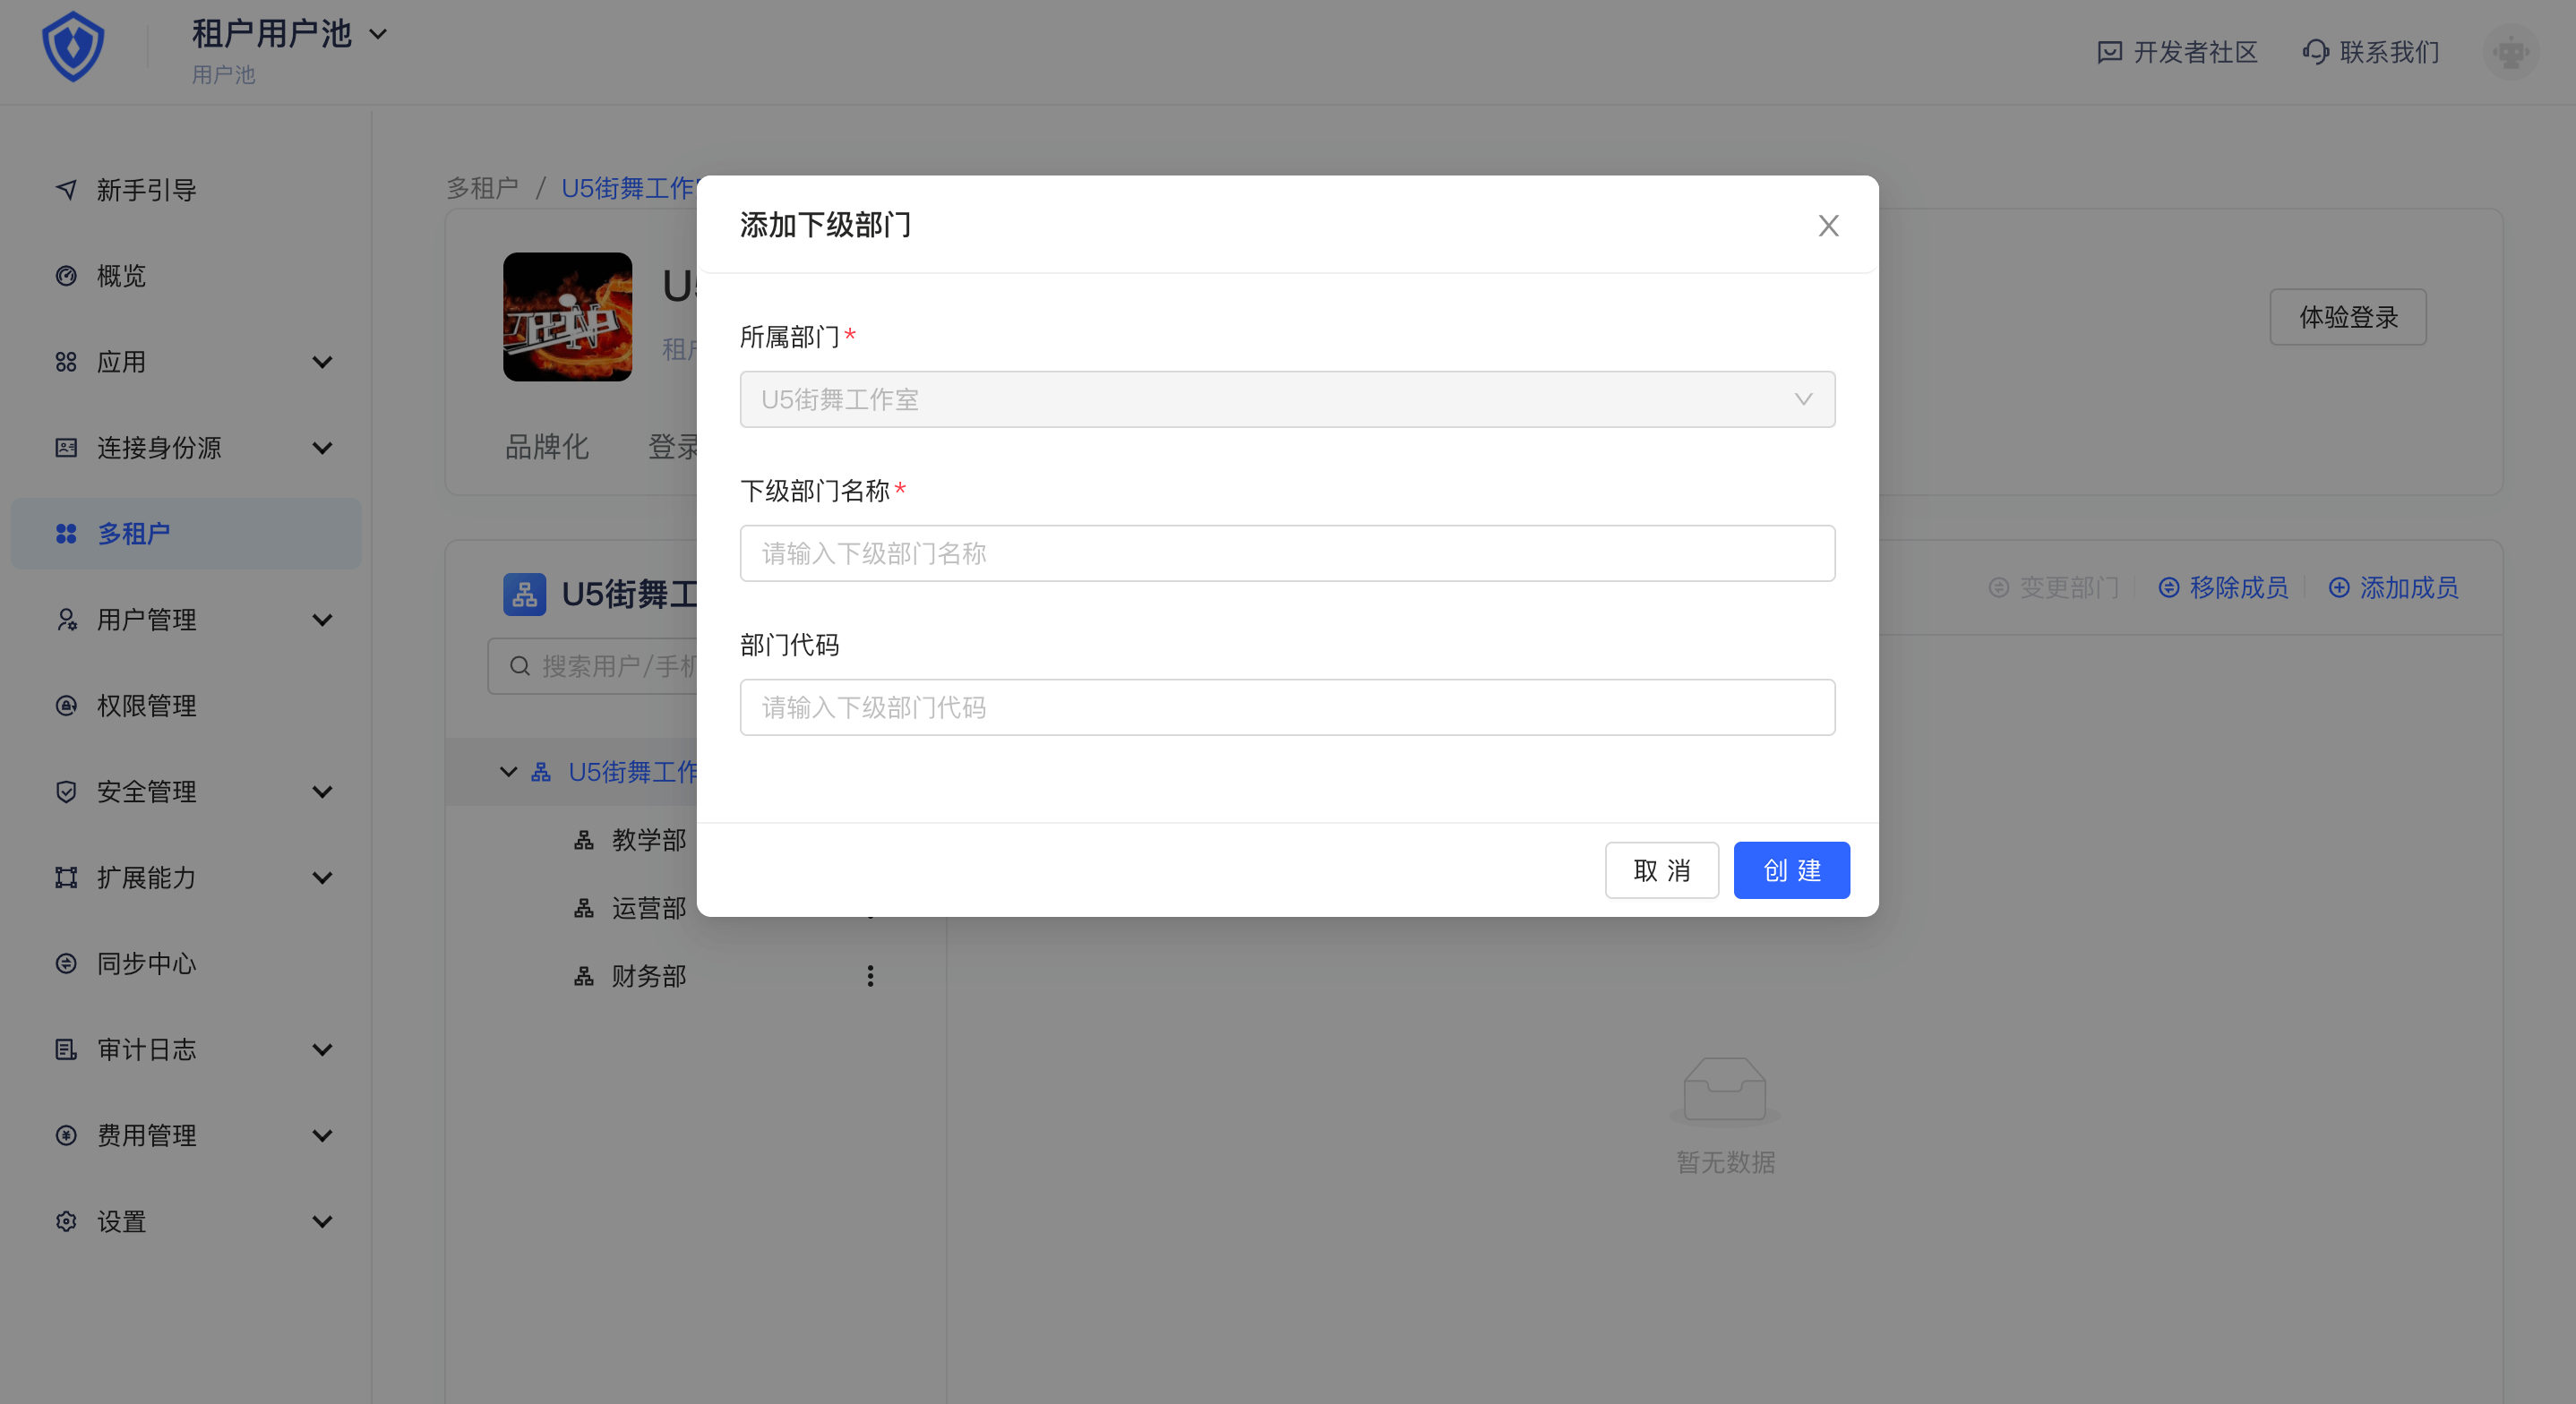 租户用户池
用户池
开发者社区
联系我们
新手引导
概览
应用
连接身份源
多租户
用户管理
权限管理
安全管理
扩展能力
同步中心
审计日志
费用管理
设置
多租户 / U5街舞工作
U5
租户
体验登录
品牌化
登录
U5街舞工
搜索用户/手机
变更部门
移除成员
添加成员
U5街舞工作
教学部
运营部
财务部
暂无数据
添加下级部门
所属部门*
U5街舞工作室
下级部门名称*
请输入下级部门名称
部门代码
请输入下级部门代码
取 消
创 建